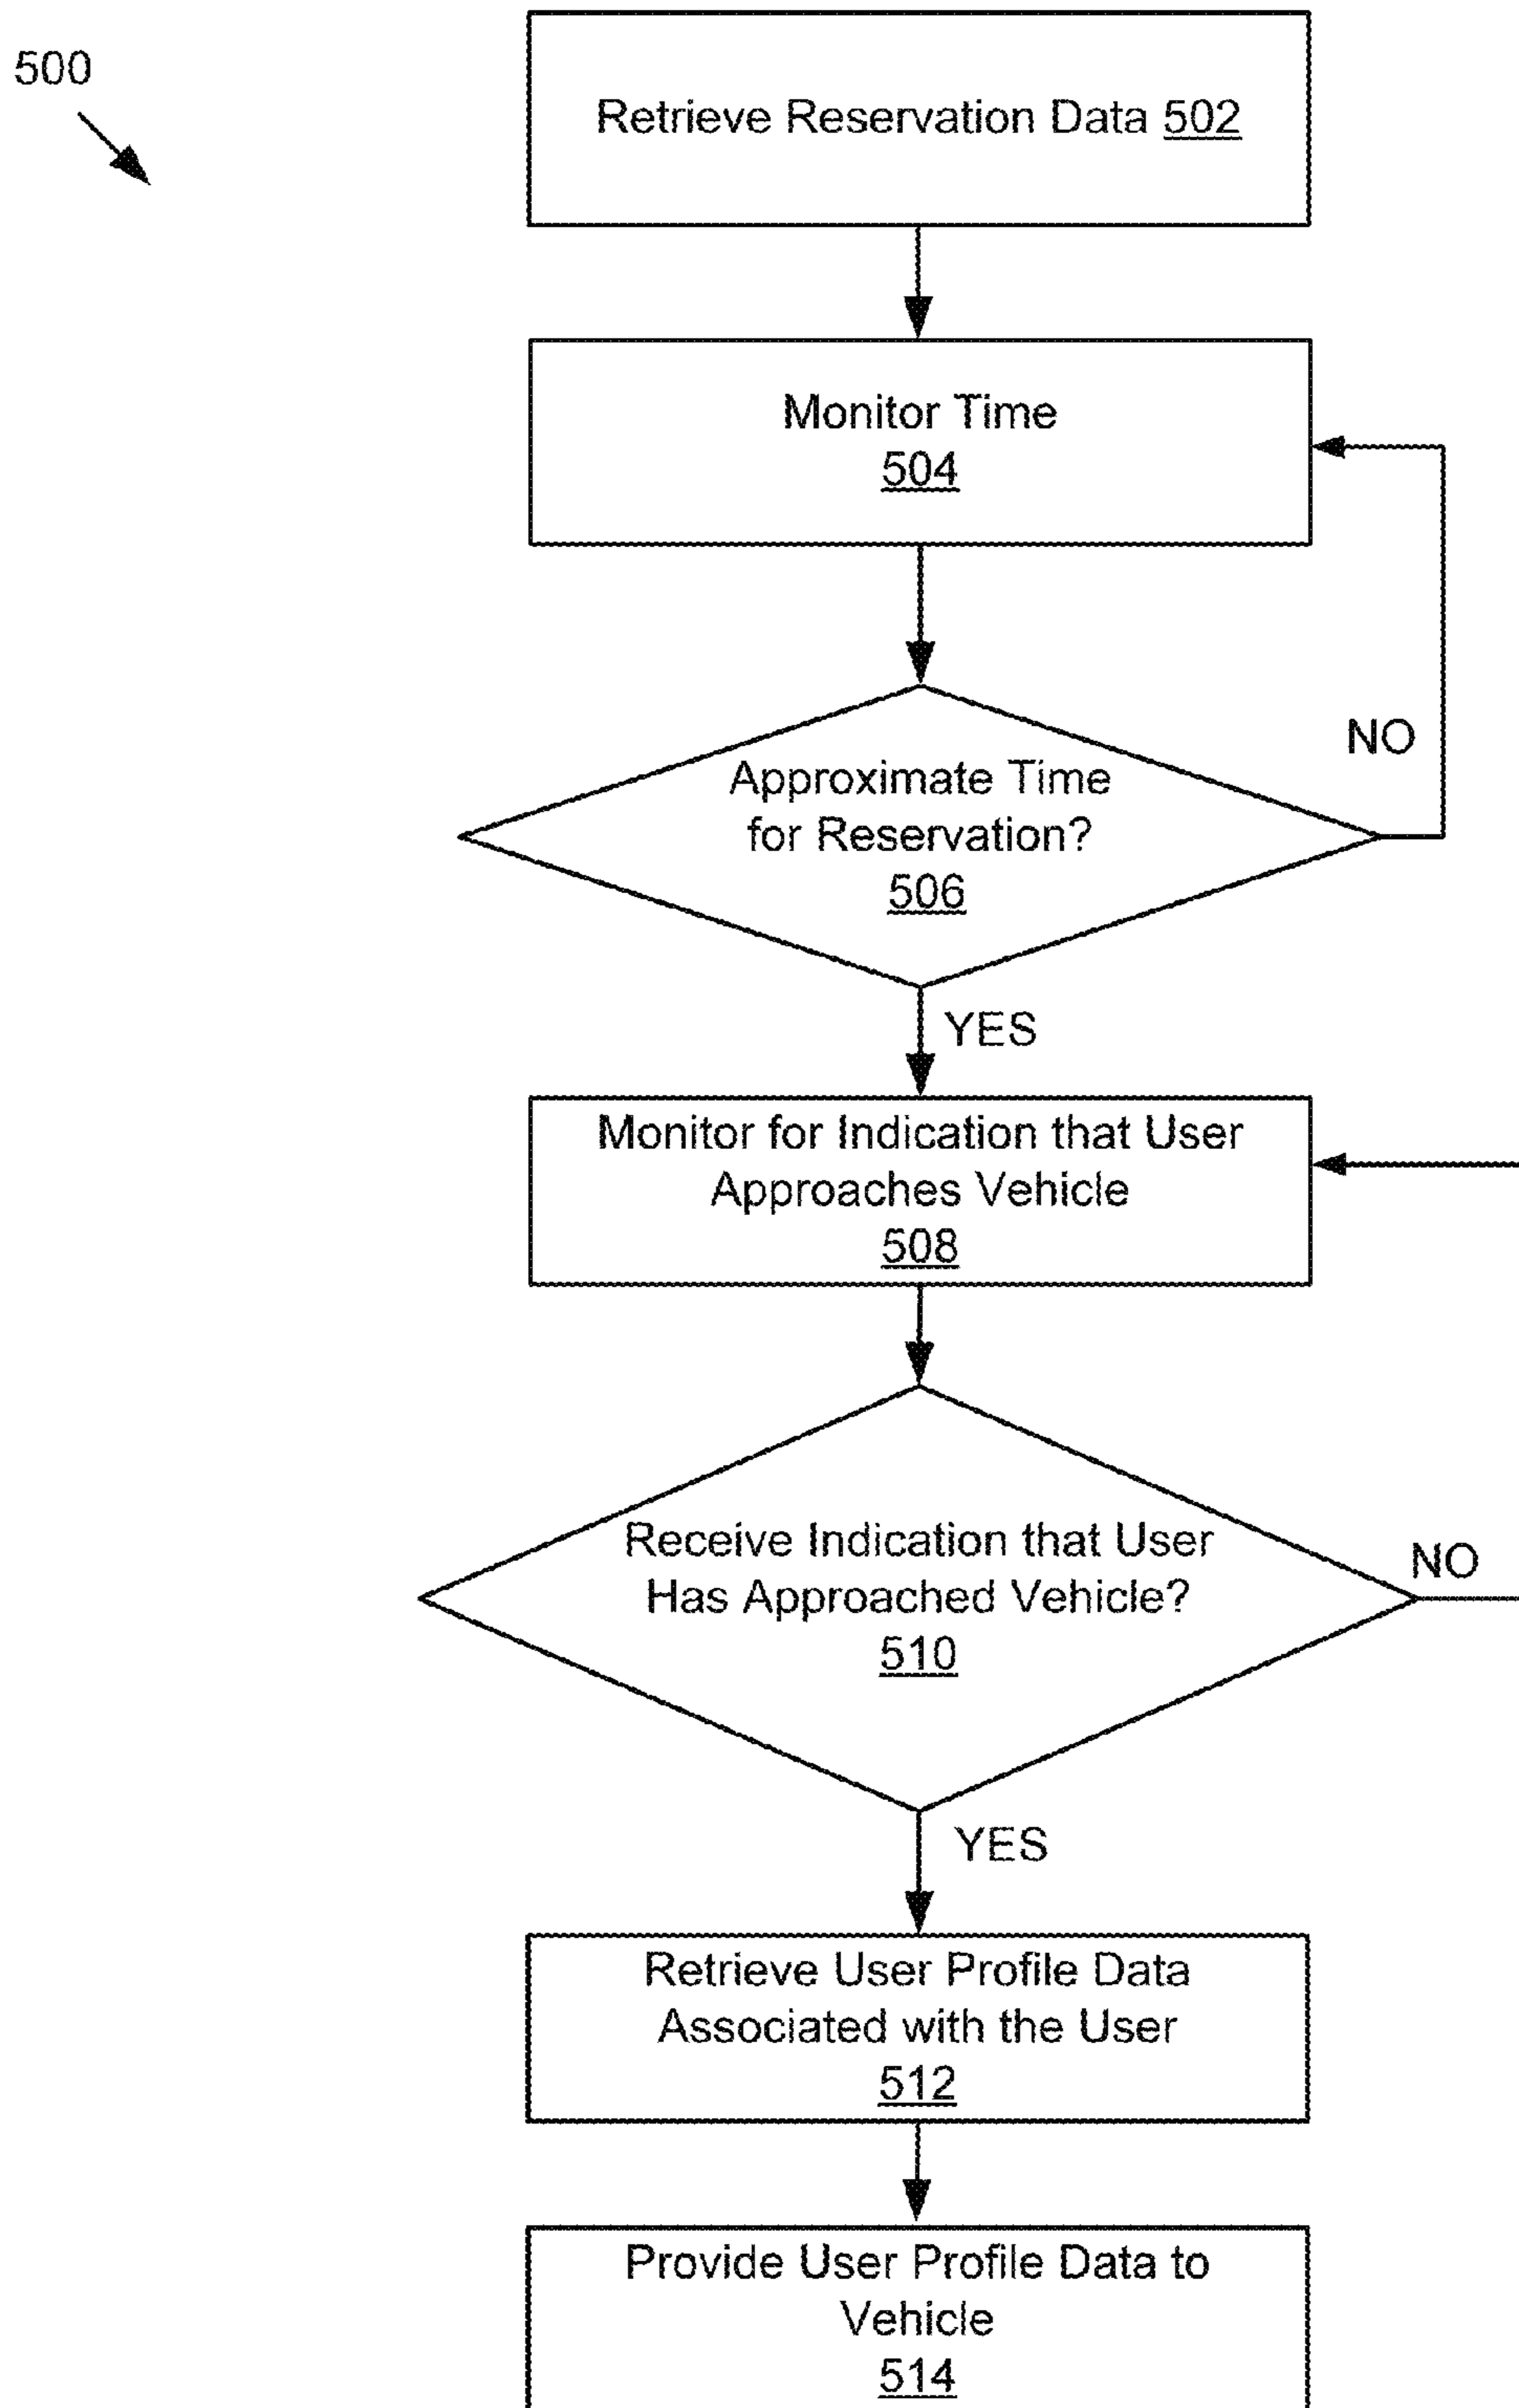 500
Retrieve Reservation Data 502
Monitor Time
504
Approximate Time
for Reservation?
506
NO
YES
Monitor for Indication that User
Approaches Vehicle
508
Receive Indication that User
Has Approached Vehicle?
510
NO
YES
Retrieve User Profile Data
Associated with the User
512
Provide User Profile Data to
Vehicle
514